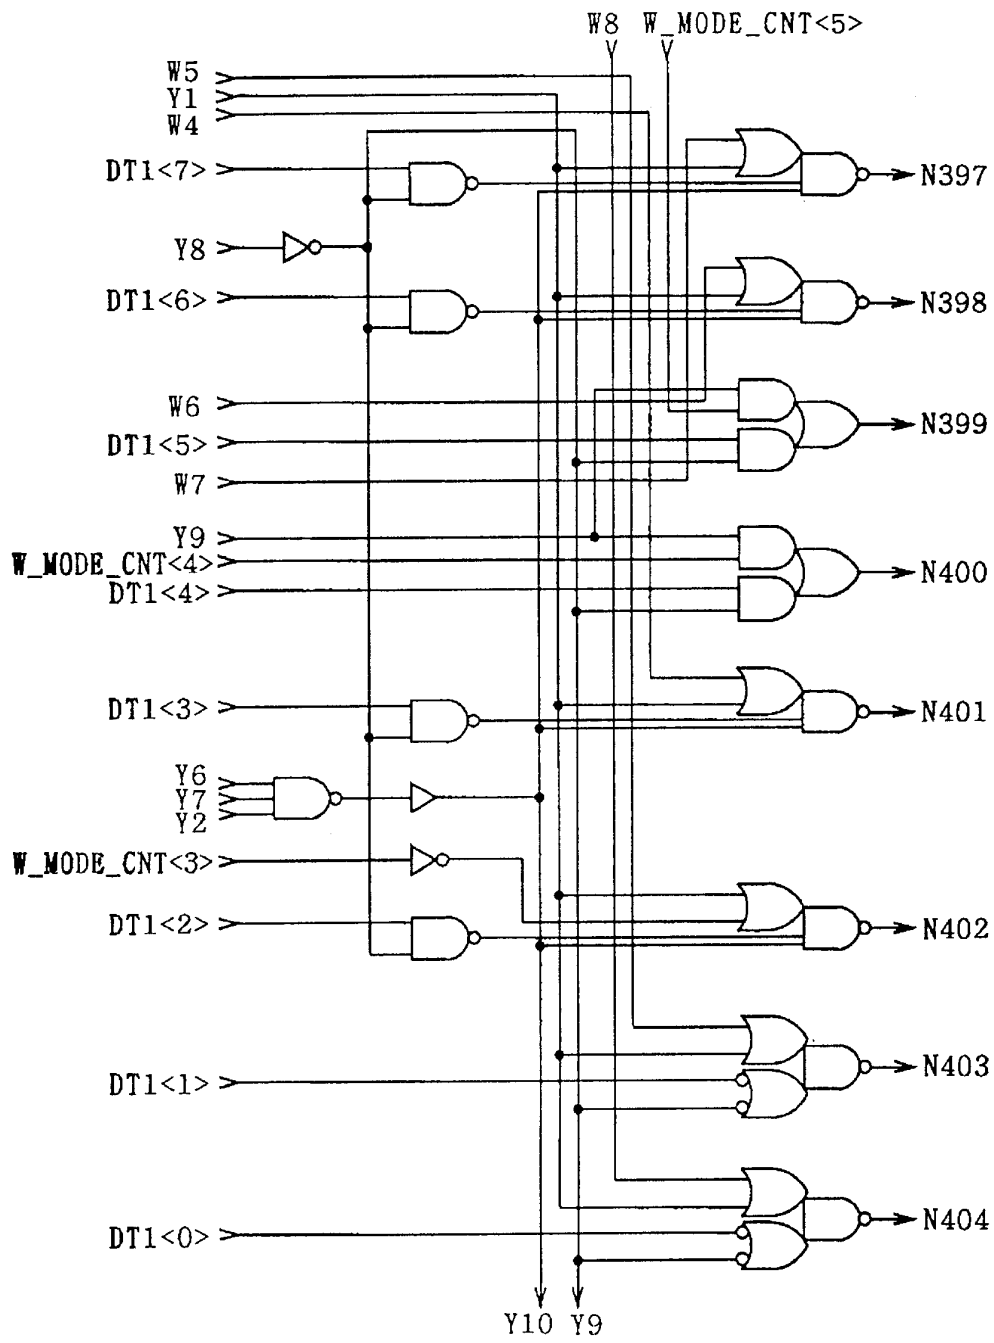 W8 W_MODE_CNT<5>
W5
Y1
W4
DT1<7>
N397
Y8
DT1<6>
N398
W6
N399
DT1<5>
W7
Y9
W_MODE_CNT<4>
N400
DT1<4>
DT1<3>
N401
Y6
Y7
Y2
W_MODE_CNT<3>
DT1<2>
N402
DT1<1>
N403
DT1<0>
N404
Y10 Y9